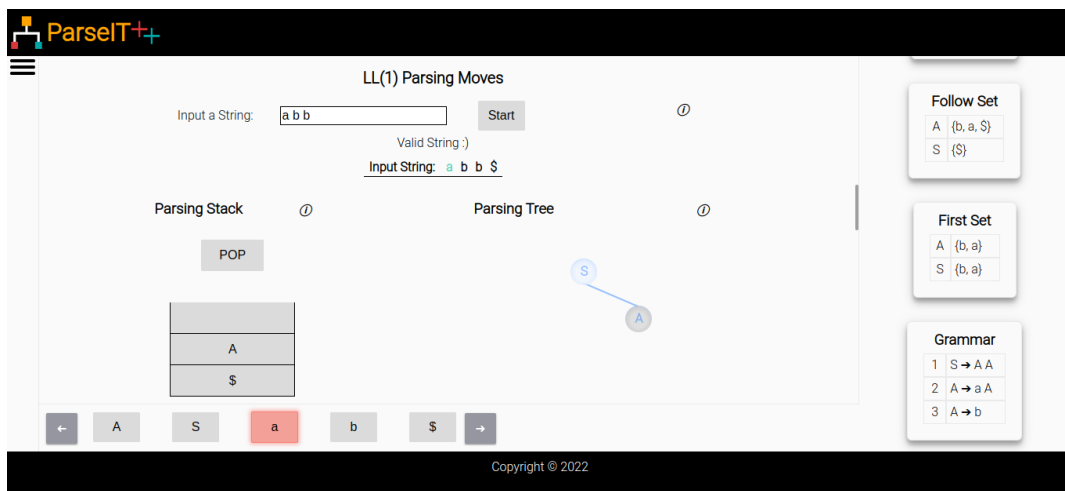 ParseIT++
LL(1) Parsing Moves
Input a String: a b b Start i
Valid String :)
Input String: a b b $
Parsing Stack i Parsing Tree i
POP
S
A
A
$
← A S a b $ →
Follow Set
A {b, a, $}
S {$}
First Set
A {b, a}
S {b, a}
Grammar
1 S→A A
2 A→a A
3 A→b
Copyright © 2022